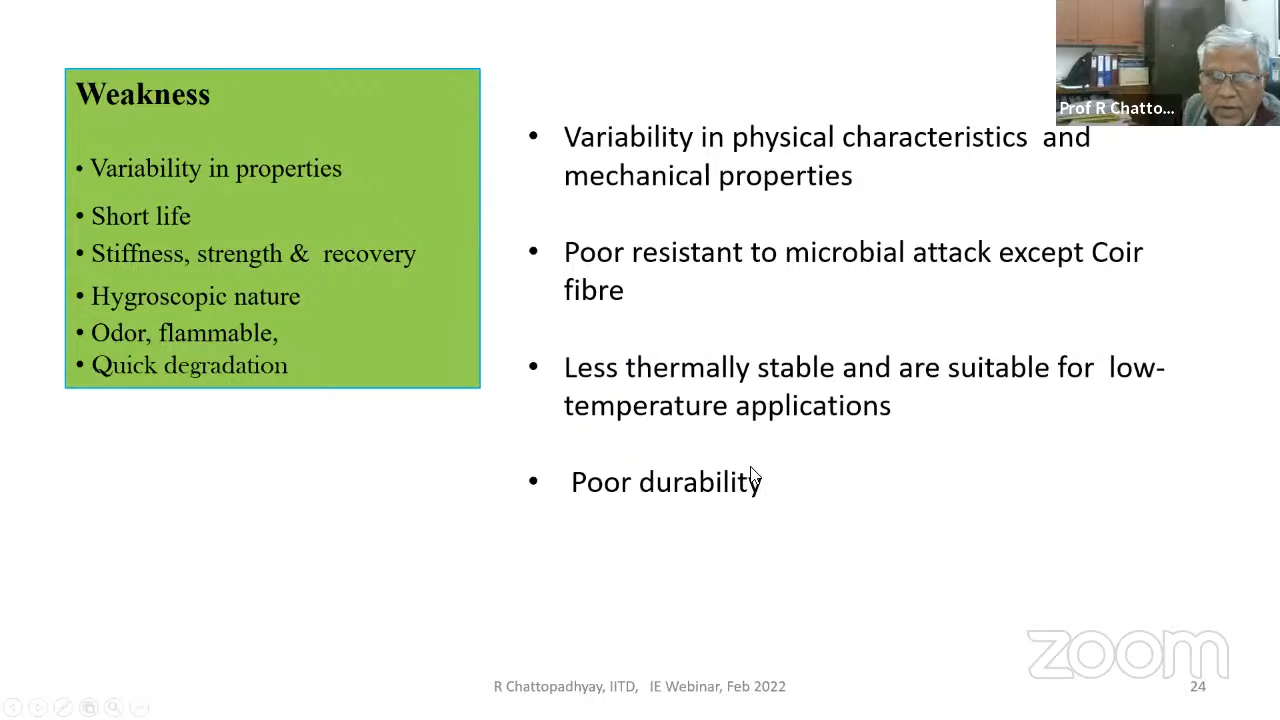 Weakness
• Variability in properties
• Short life
• Stiffness, strength & recovery
• Hygroscopic nature
• Odor, flammable,
• Quick degradation
Prof R Chatto...
• Variability in physical characteristics and
mechanical properties
• Poor resistant to microbial attack except Coir
fibre
• Less thermally stable and are suitable for low-
temperature applications
• Poor durability
zoom
R Chattopadhyay, IITD, IE Webinar, Feb 2022
24